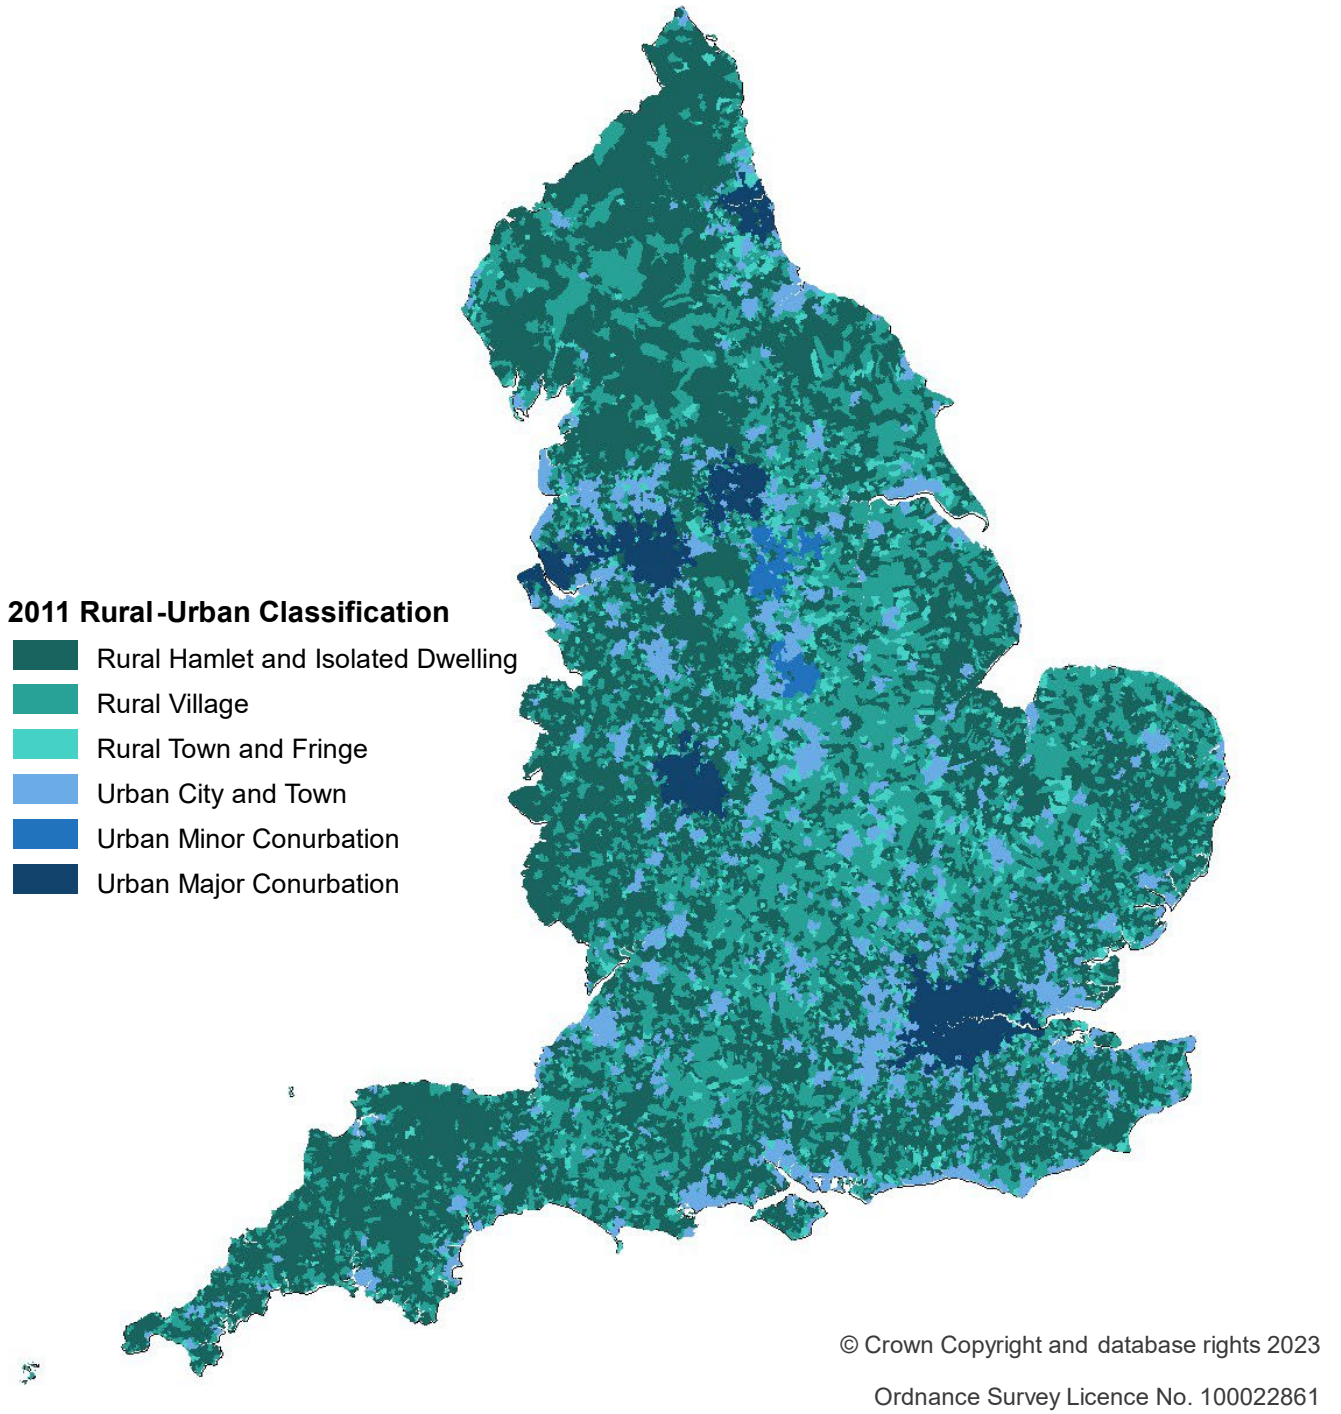 2011 Rural-Urban Classification
Rural Hamlet and Isolated Dwelling
Rural Village
Rural Town and Fringe
Urban City and Town
Urban Minor Conurbation
Urban Major Conurbation
© Crown Copyright and database rights 2023
Ordnance Survey Licence No. 100022861